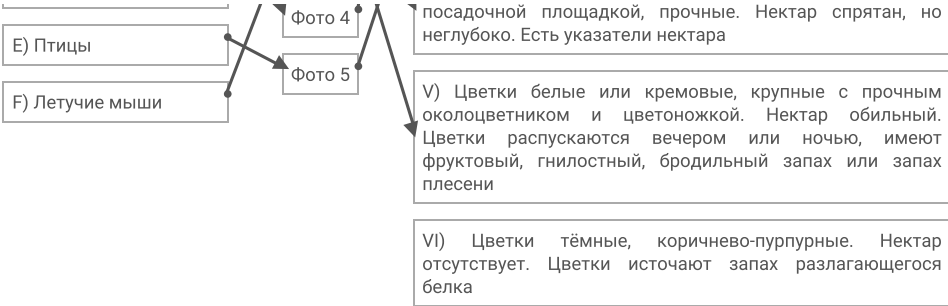 E) Птицы
F) Летучие мыши
Фото 4
Фото 5
посадочной площадкой, прочные. Нектар спрятан, но
неглубоко. Есть указатели нектара
V) Цветки белые или кремовые, крупные с прочным
околоцветником и цветоножкой. Нектар обильный.
Цветки распускаются вечером или ночью, имеют
фруктовый, гнилостный, бродильный запах или запах
плесени
VI) Цветки тёмные, коричнево-пурпурные. Нектар
отсутствует. Цветки источают запах разлагающегося
белка